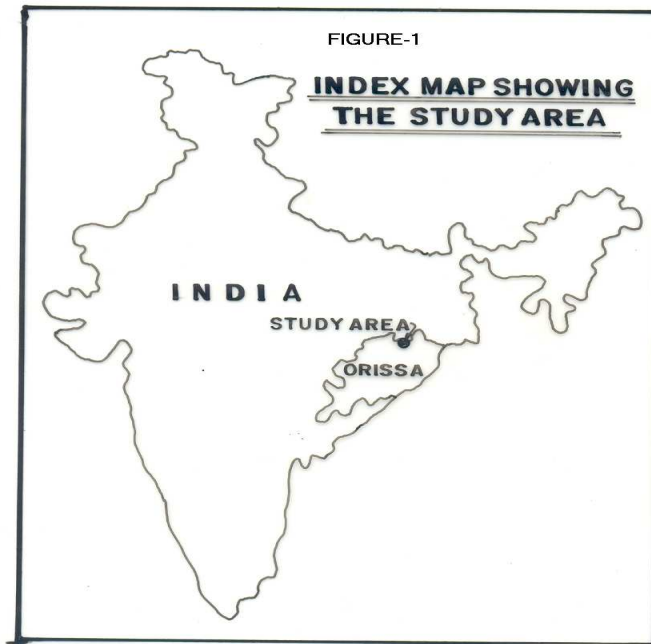 FIGURE-1
INDEX MAP SHOWING
THE STUDY AREA
INDIA
STUDY AREA
ORISSA